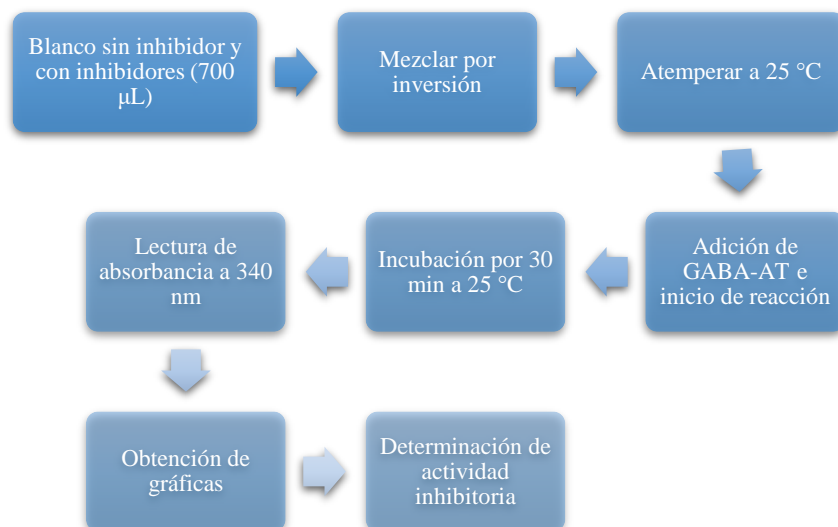 Blanco sin inhibidor y
con inhibidores (700
µL)
Mezclar por
inversión
Atemperar a 25 °C
Adición de
GABA-AT e
inicio de reacción
Incubación por 30
min a 25 °C
Lectura de
absorbancia a 340
nm
Obtención de
gráficas
Determinación de
actividad
inhibitoria